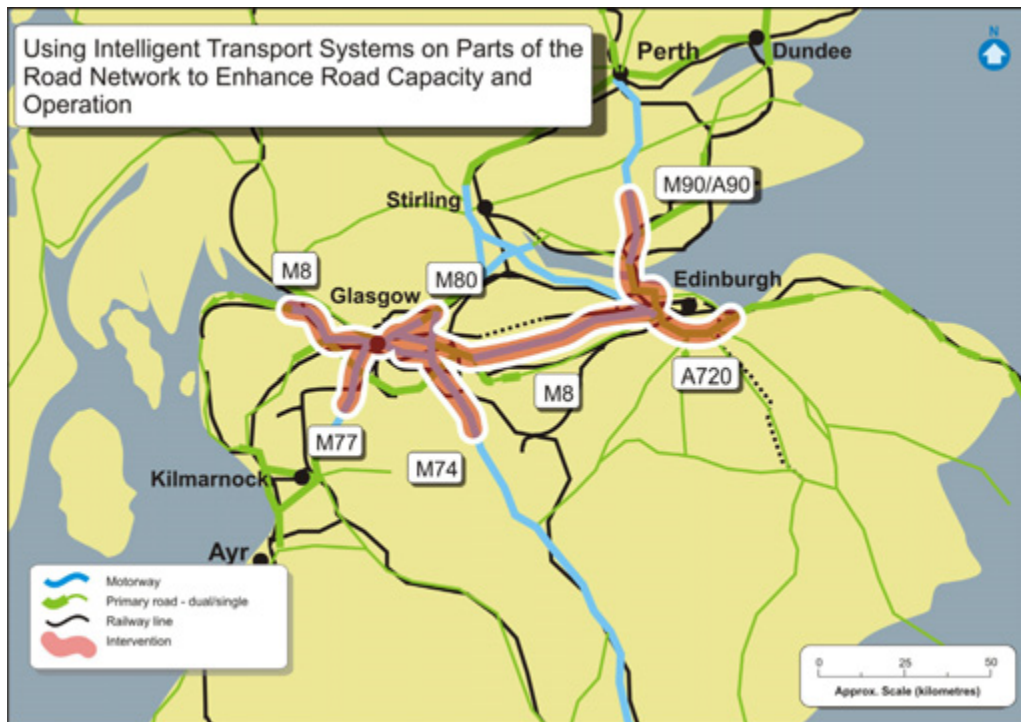 Using Intelligent Transport Systems on Parts of the
Road Network to Enhance Road Capacity and
Operation
N
Perth
Dundee
M90/A90
Stirling
M8
M80
Glasgow
Edinburgh
M8
A720
M77
M74
Kilmarnock
Ayr
Motorway
Primary road - dual/single
Railway line
Intervention
0 25 50
Approx. Scale (kilometres)